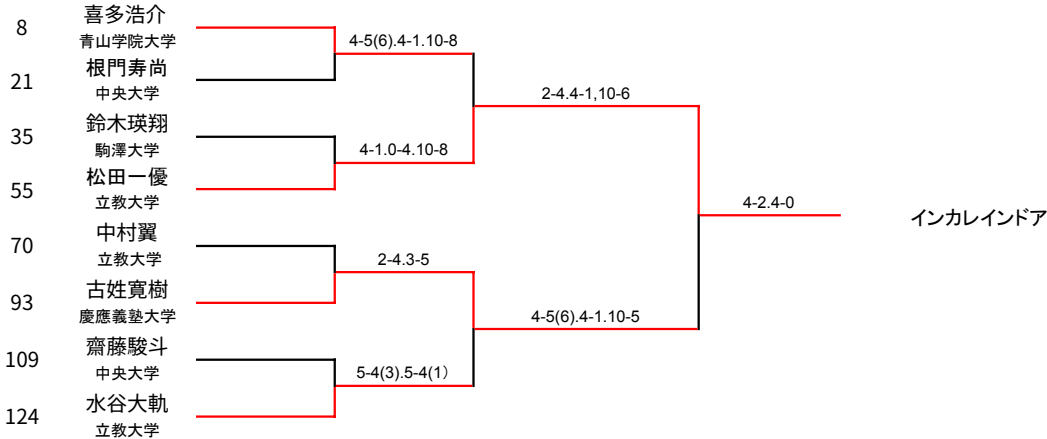 8
喜多浩介
青山学院大学
4-5(6).4-1.10-8
21
根門寿尚
中央大学
2-4.4-1,10-6
35
鈴木瑛翔
駒澤大学
4-1.0-4.10-8
55
松田一優
立教大学
4-2.4-0
インカレインドア
70
中村翼
立教大学
2-4.3-5
93
古姓寛樹
慶應義塾大学
4-5(6).4-1.10-5
109
齋藤駿斗
中央大学
5-4(3).5-4(1）
124
水谷大軌
立教大学